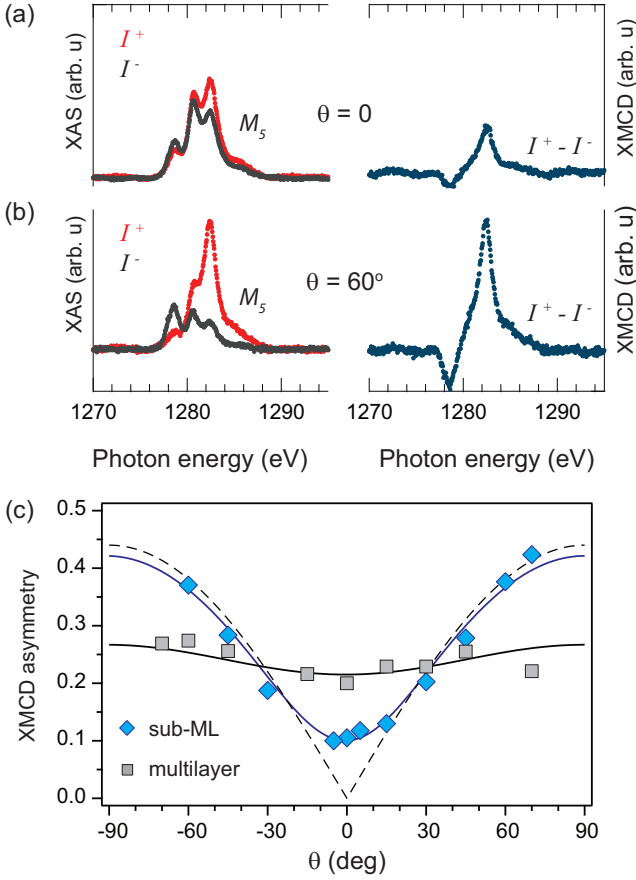 (a)
XAS (arb. u)
I⁺
I⁻
M₅
θ = 0
I⁺ - I⁻
XMCD (arb. u)
(b)
XAS (arb. u)
I⁺
I⁻
M₅
θ = 60°
I⁺ - I⁻
XMCD (arb. u)
1270 1280 1290 1270 1280 1290
Photon energy (eV) Photon energy (eV)
(c)
XMCD asymmetry
0.5
0.4
0.3
0.2
0.1
0.0
sub-ML
multilayer
-90 -60 -30 0 30 60 90
θ (deg)